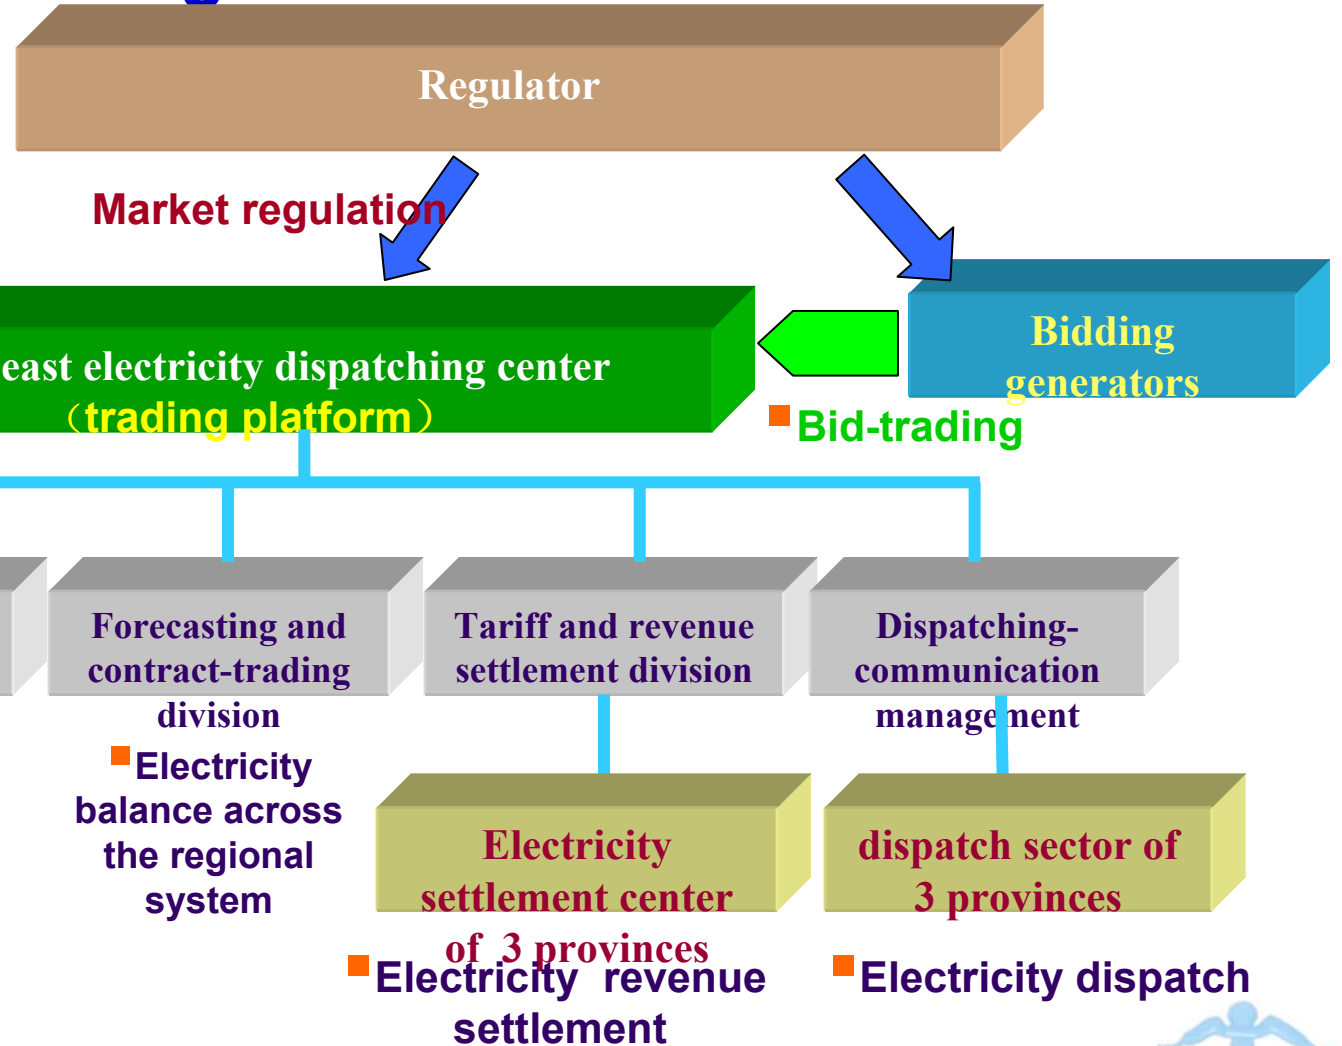 Regulator
Market regulation
east electricity dispatching center
（trading platform）
Bidding
generators
Bid-trading
Forecasting and
contract-trading
division
Electricity
balance across
the regional
system
Tariff and revenue
settlement division
Dispatching-
communication
management
Electricity
settlement center
of 3 provinces
Electricity revenue
settlement
dispatch sector of
3 provinces
Electricity dispatch